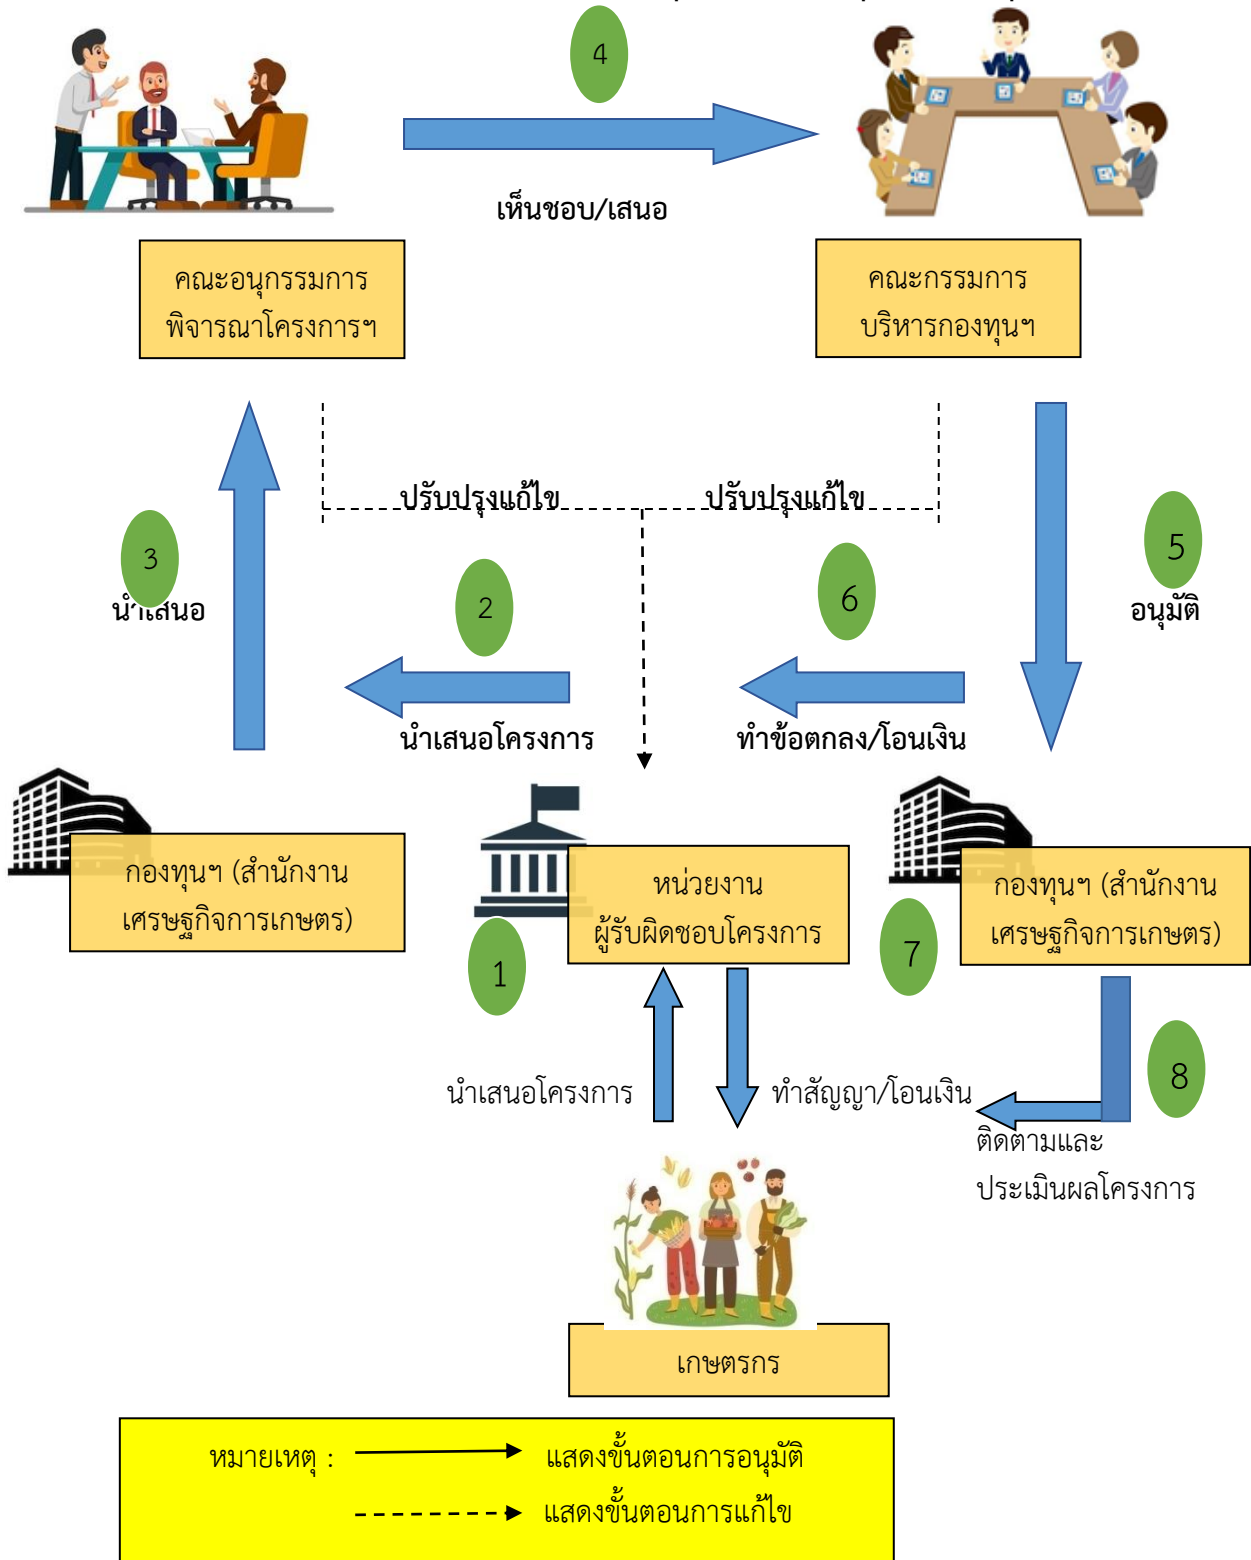 4
เห็นชอบ/เสนอ
คณะอนุกรรมการ
พิจารณาโครงการฯ
คณะกรรมการ
บริหารกองทุนฯ
ปรับปรุงแก้ไข
ปรับปรุงแก้ไข
3
นำเสนอ
2
นำเสนอโครงการ
6
ทำข้อตกลง/โอนเงิน
5
อนุมัติ
กองทุนฯ (สำนักงาน
เศรษฐกิจการเกษตร)
หน่วยงาน
ผู้รับผิดชอบโครงการ
กองทุนฯ (สำนักงาน
เศรษฐกิจการเกษตร)
1
7
นำเสนอโครงการ
ทำสัญญา/โอนเงิน
8
ติดตามและ
ประเมินผลโครงการ
เกษตรกร
หมายเหตุ :
แสดงขั้นตอนการอนุมัติ
แสดงขั้นตอนการแก้ไข